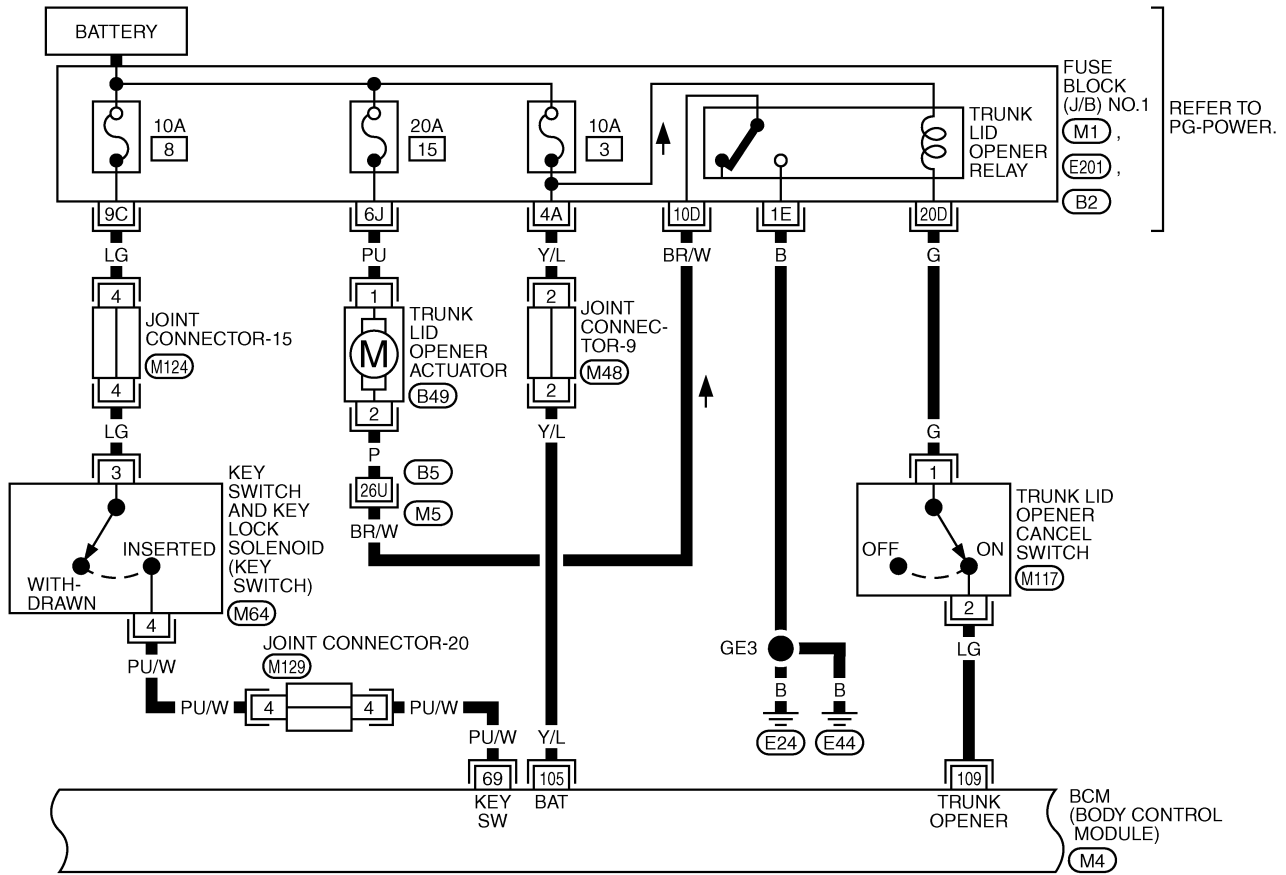 BATTERY
10A
8
20A
15
10A
3
TRUNK
LID
OPENER
RELAY
FUSE
BLOCK
(J/B) NO.1
M1 ,
E201 ,
B2
REFER TO
PG-POWER.
9C
6J
4A
10D
1E
20D
LG
PU
Y/L
BR/W
B
G
4
JOINT
CONNECTOR-15
M124
4
1
TRUNK
LID
OPENER
ACTUATOR
B49
M
2
2
JOINT
CONNEC-
TOR-9
M48
2
LG
P
Y/L
G
B5
26U
M5
BR/W
3
KEY
SWITCH
AND KEY
LOCK
SOLENOID
(KEY
SWITCH)
M64
INSERTED
WITH-
DRAWN
4
1
TRUNK LID
OPENER
CANCEL
SWITCH
M117
OFF
ON
2
LG
PU/W
JOINT CONNECTOR-20
M129
PU/W
4
4
PU/W
PU/W
Y/L
GE3
B
B
E24
E44
69
105
109
KEY
SW
BAT
TRUNK
OPENER
BCM
(BODY CONTROL
MODULE)
M4